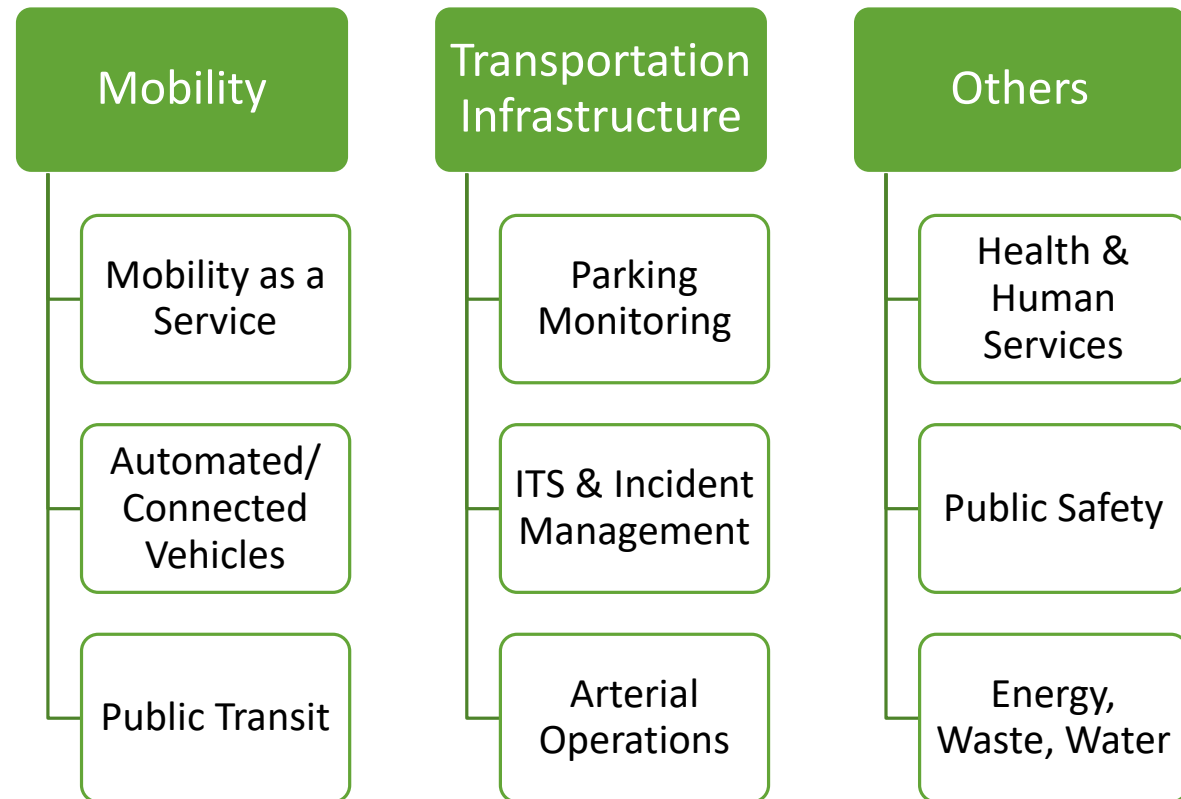 Mobility
Mobility as a
Service
Automated/
Connected
Vehicles
Public Transit
Transportation
Infrastructure
Parking
Monitoring
ITS & Incident
Management
Arterial
Operations
Others
Health &
Human
Services
Public Safety
Energy,
Waste, Water